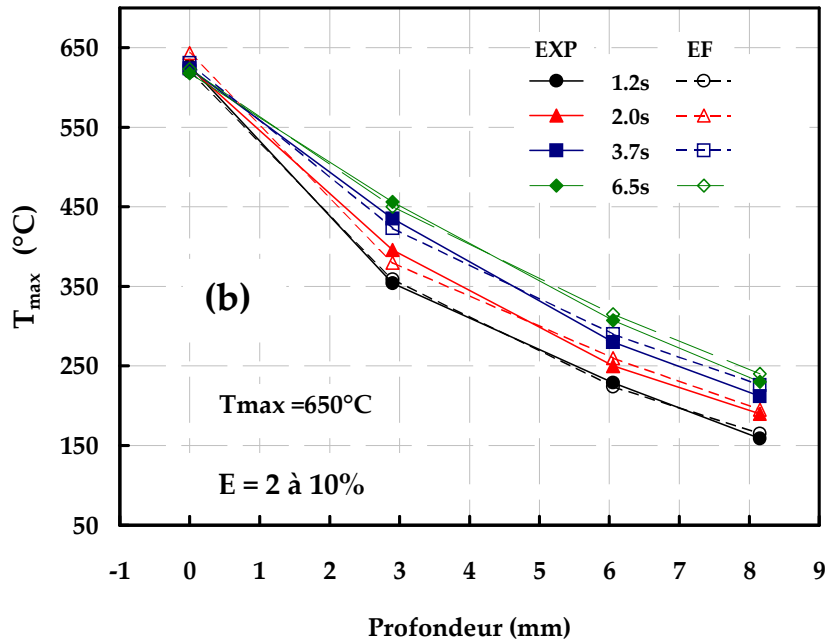 650
550
450
350
250
150
50
T_max (°C)
EXP EF
1.2s
2.0s
3.7s
6.5s
(b)
Tmax =650°C
E = 2 à 10%
-1 0 1 2 3 4 5 6 7 8 9
Profondeur (mm)